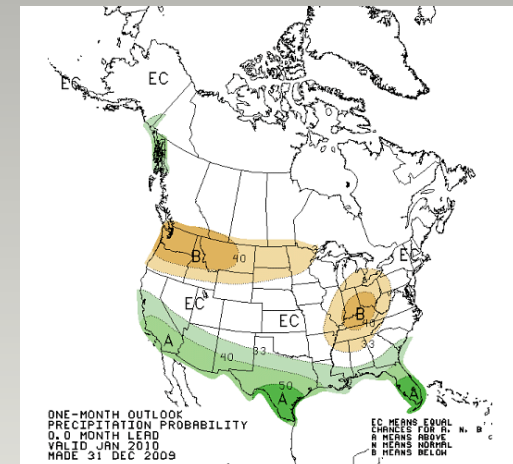 EC
EC
B
40
EC
EC
EC
B
40
A
40
33
33
50
A
A
ONE-MONTH OUTLOOK
PRECIPITATION PROBABILITY
0.0 MONTH LEAD
VALID JAN 2010
MADE 31 DEC 2009
EC MEANS EQUAL
CHANCES FOR A, N, B
A MEANS ABOVE
N MEANS NORMAL
B MEANS BELOW